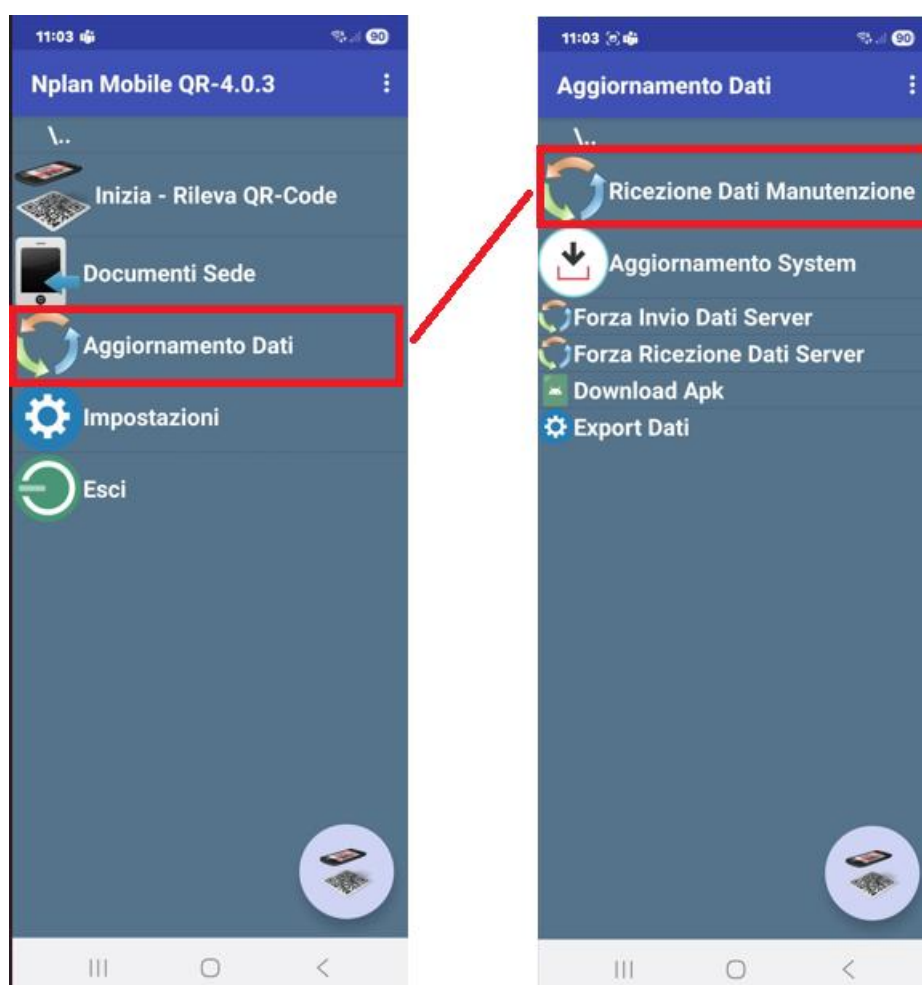 11:03
90
Nplan Mobile QR-4.0.3
\..
Inizia - Rileva QR-Code
Documenti Sede
Aggiornamento Dati
Impostazioni
Esci
11:03
90
Aggiornamento Dati
\..
Ricezione Dati Manutenzione
Aggiornamento System
Forza Invio Dati Server
Forza Ricezione Dati Server
Download Apk
Export Dati